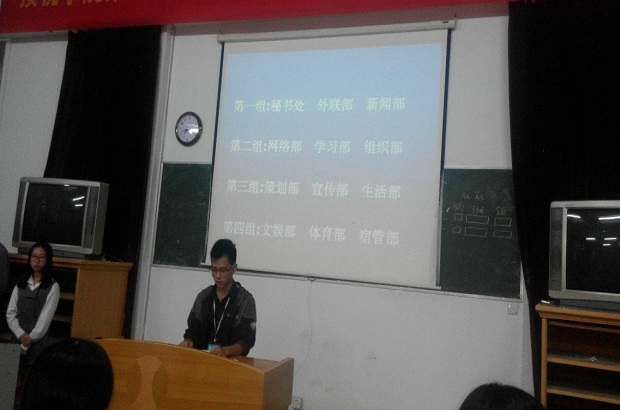 第一组:秘书处 外联部 新闻部
第二组:网络部 学习部 组织部
第三组:策划部 宣传部 生活部
第四组:文娱部 体育部 宿管部